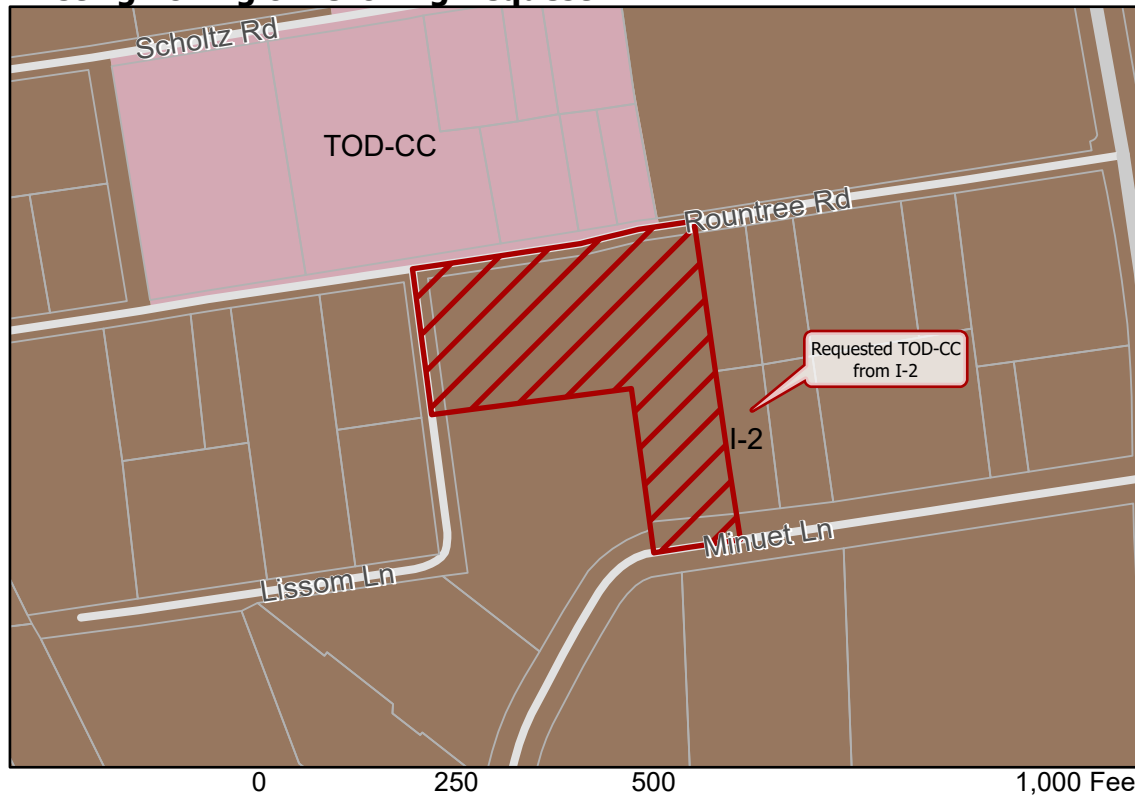 Scholtz Rd
TOD-CC
Rountree Rd
Requested TOD-CC
from I-2
I-2
Minuet Ln
Lissom Ln
0 250 500 1,000 Fee